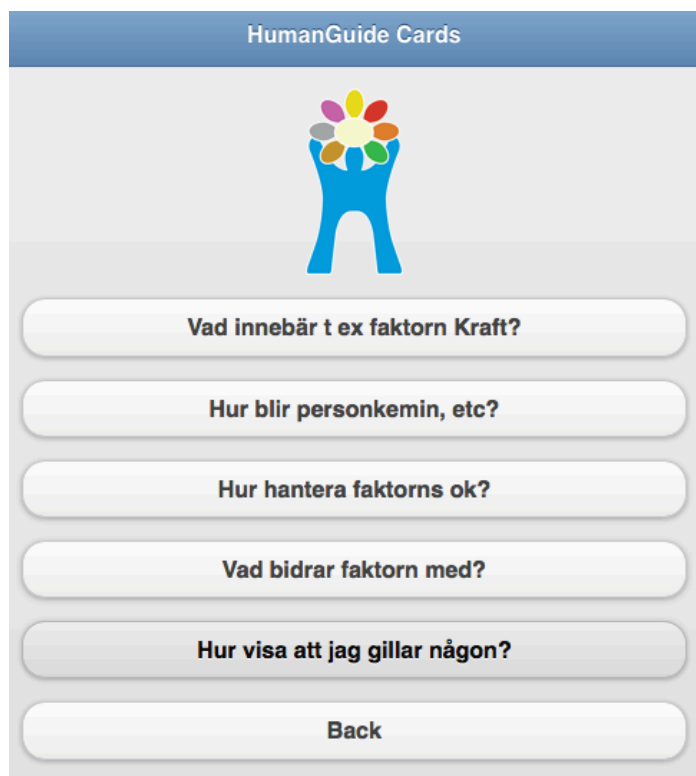 HumanGuide Cards
Vad innebär t ex faktorn Kraft?
Hur blir personkemin, etc?
Hur hantera faktorns ok?
Vad bidrar faktorn med?
Hur visa att jag gillar någon?
Back